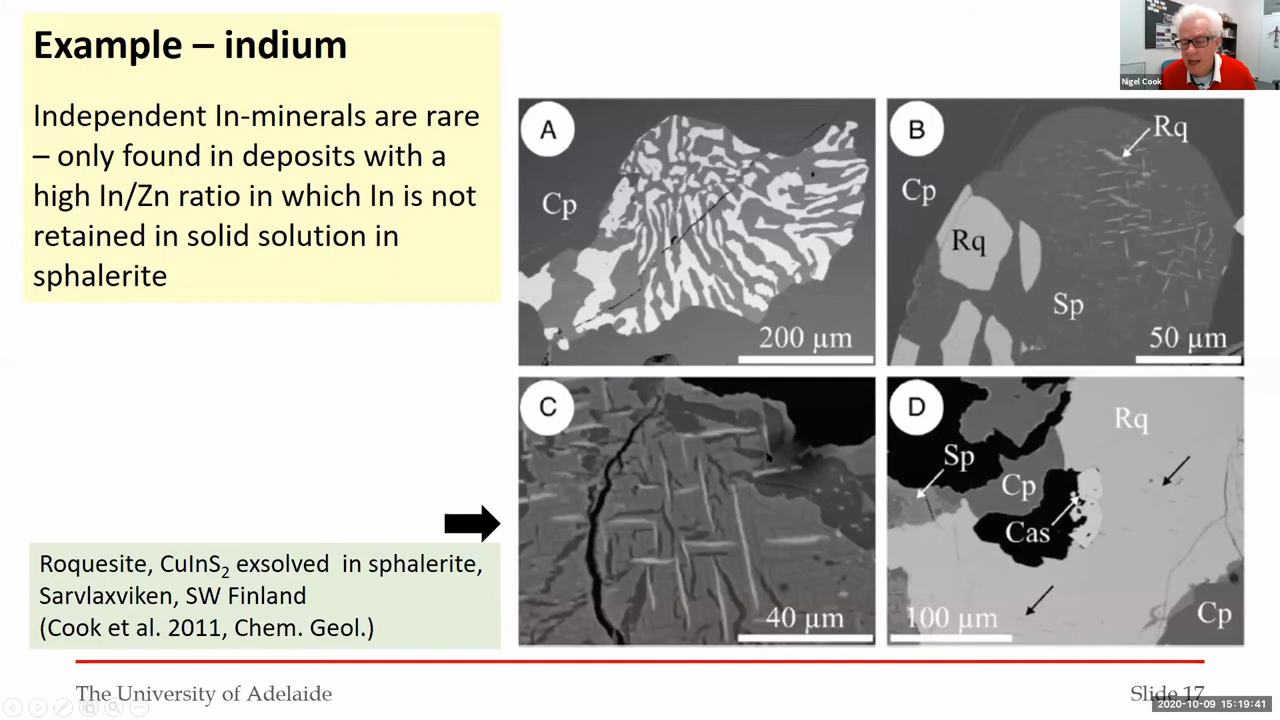 Example – indium
Independent In-minerals are rare
– only found in deposits with a
high In/Zn ratio in which In is not
retained in solid solution in
sphalerite
Nigel Cook
A
Cp
200 µm
B
Rq
Cp
Rq
Sp
50 µm
C
40 µm
D
Rq
Sp
Cp
Cas
100 µm
Cp
Roquesite, CuInS₂ exsolved in sphalerite,
Sarvlaxviken, SW Finland
(Cook et al. 2011, Chem. Geol.)
The University of Adelaide
Slide 17
2020-10-09 15:19:41